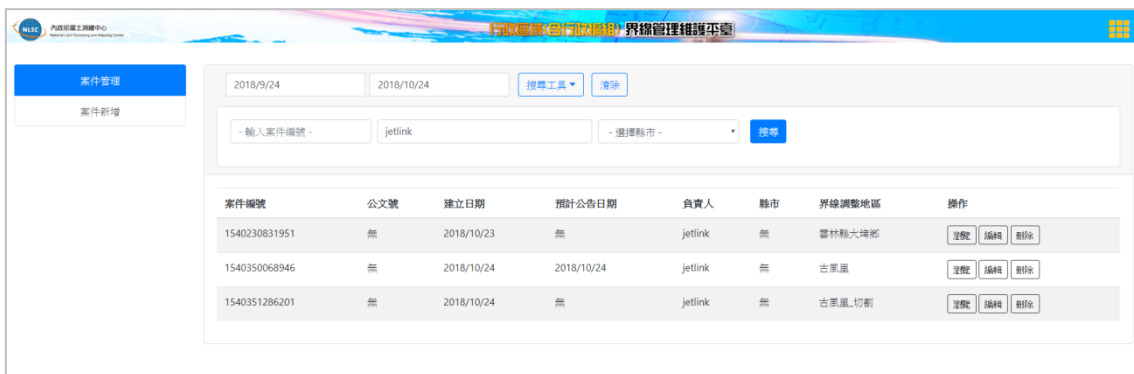 NLSC 內政部國土測繪中心
National Land Surveying and Mapping Center
行政區域(含行政編組) 界線管理維護平臺
案件管理
案件新增
2018/9/24 2018/10/24 搜尋工具 清除
- 輸入案件編號 - jetlink - 選擇縣市 - 搜尋
案件編號 公文號 建立日期 預計公告日期 負責人 縣市 界線調整地區 操作
1540230831951 無 2018/10/23 無 jetlink 無 雲林縣大埤鄉 瀏覽 編輯 刪除
1540350068946 無 2018/10/24 2018/10/24 jetlink 無 古風里 瀏覽 編輯 刪除
1540351286201 無 2018/10/24 無 jetlink 無 古風里_切割 瀏覽 編輯 刪除